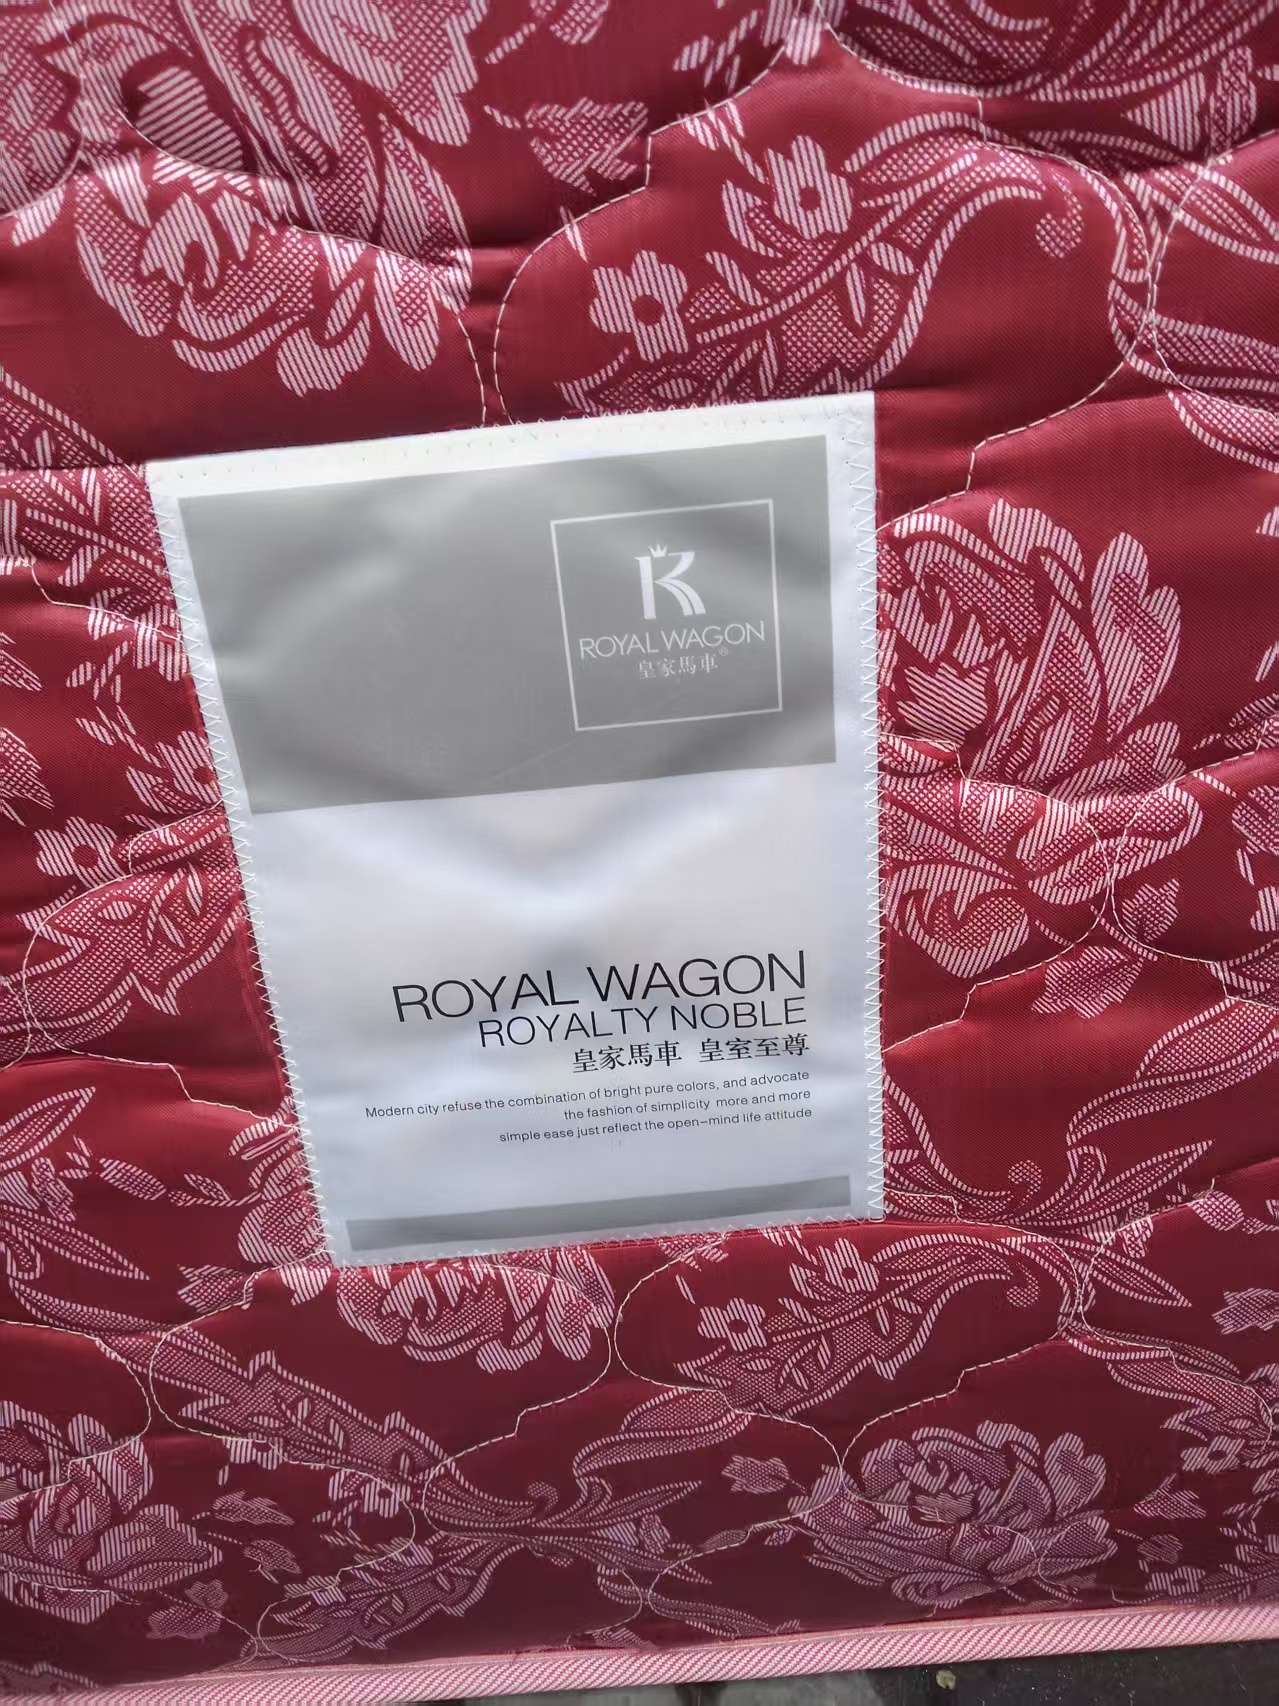 ROYAL WAGON
皇家馬車®
ROYAL WAGON
ROYALTY NOBLE
皇家馬車 皇室至尊
Modern city refuse the combination of bright pure colors, and advocate
the fashion of simplicity more and more
simple ease just reflect the open-mind life attitude